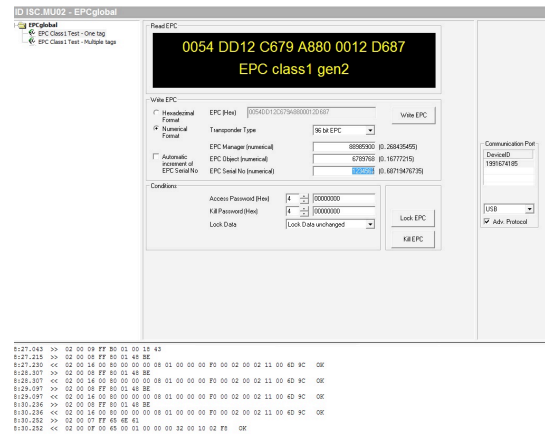 ID ISC.MU02 - EPCglobal
EPCglobal
EPC Class1 Test - One tag
EPC Class1 Test - Multiple tags
Read EPC
0054 DD12 C679 A880 0012 D687
EPC class1 gen2
Write EPC
Hexadezimal Format
EPC (Hex) 0054DD12C679A8800012D687
Write EPC
Numerical Format
Transponder Type 96 bit EPC
EPC Manager (numerical) 88985900 (0..268435455)
Automatic increment of EPC Serial No
EPC Object (numerical) 6789768 (0..16777215)
EPC Serial No (numerical) 1234567 (0..68719476735)
Conditions
Access Password (Hex) 4 00000000
Kill Password (Hex) 4 00000000
Lock Data Lock Data unchanged
Lock EPC
Kill EPC
Communication Port
DeviceID
1991674185
USB
Adv. Protocol
8:27.043 >> 02 00 09 FF B0 01 00 18 43
8:27.215 >> 02 00 08 FF 80 01 48 BE
8:27.230 << 02 00 16 00 80 00 00 00 08 01 00 00 00 F0 00 02 00 02 11 00 6D 9C OK
8:28.307 >> 02 00 08 FF 80 01 48 BE
8:28.307 << 02 00 16 00 80 00 00 00 08 01 00 00 00 F0 00 02 00 02 11 00 6D 9C OK
8:29.097 >> 02 00 08 FF 80 01 48 BE
8:29.097 << 02 00 16 00 80 00 00 00 08 01 00 00 00 F0 00 02 00 02 11 00 6D 9C OK
8:30.236 >> 02 00 08 FF 80 01 48 BE
8:30.236 << 02 00 16 00 80 00 00 00 08 01 00 00 00 F0 00 02 00 02 11 00 6D 9C OK
8:30.252 >> 02 00 07 FF 65 6E 61
8:30.252 << 02 00 0F 00 65 00 01 00 00 00 32 00 10 02 F8 OK